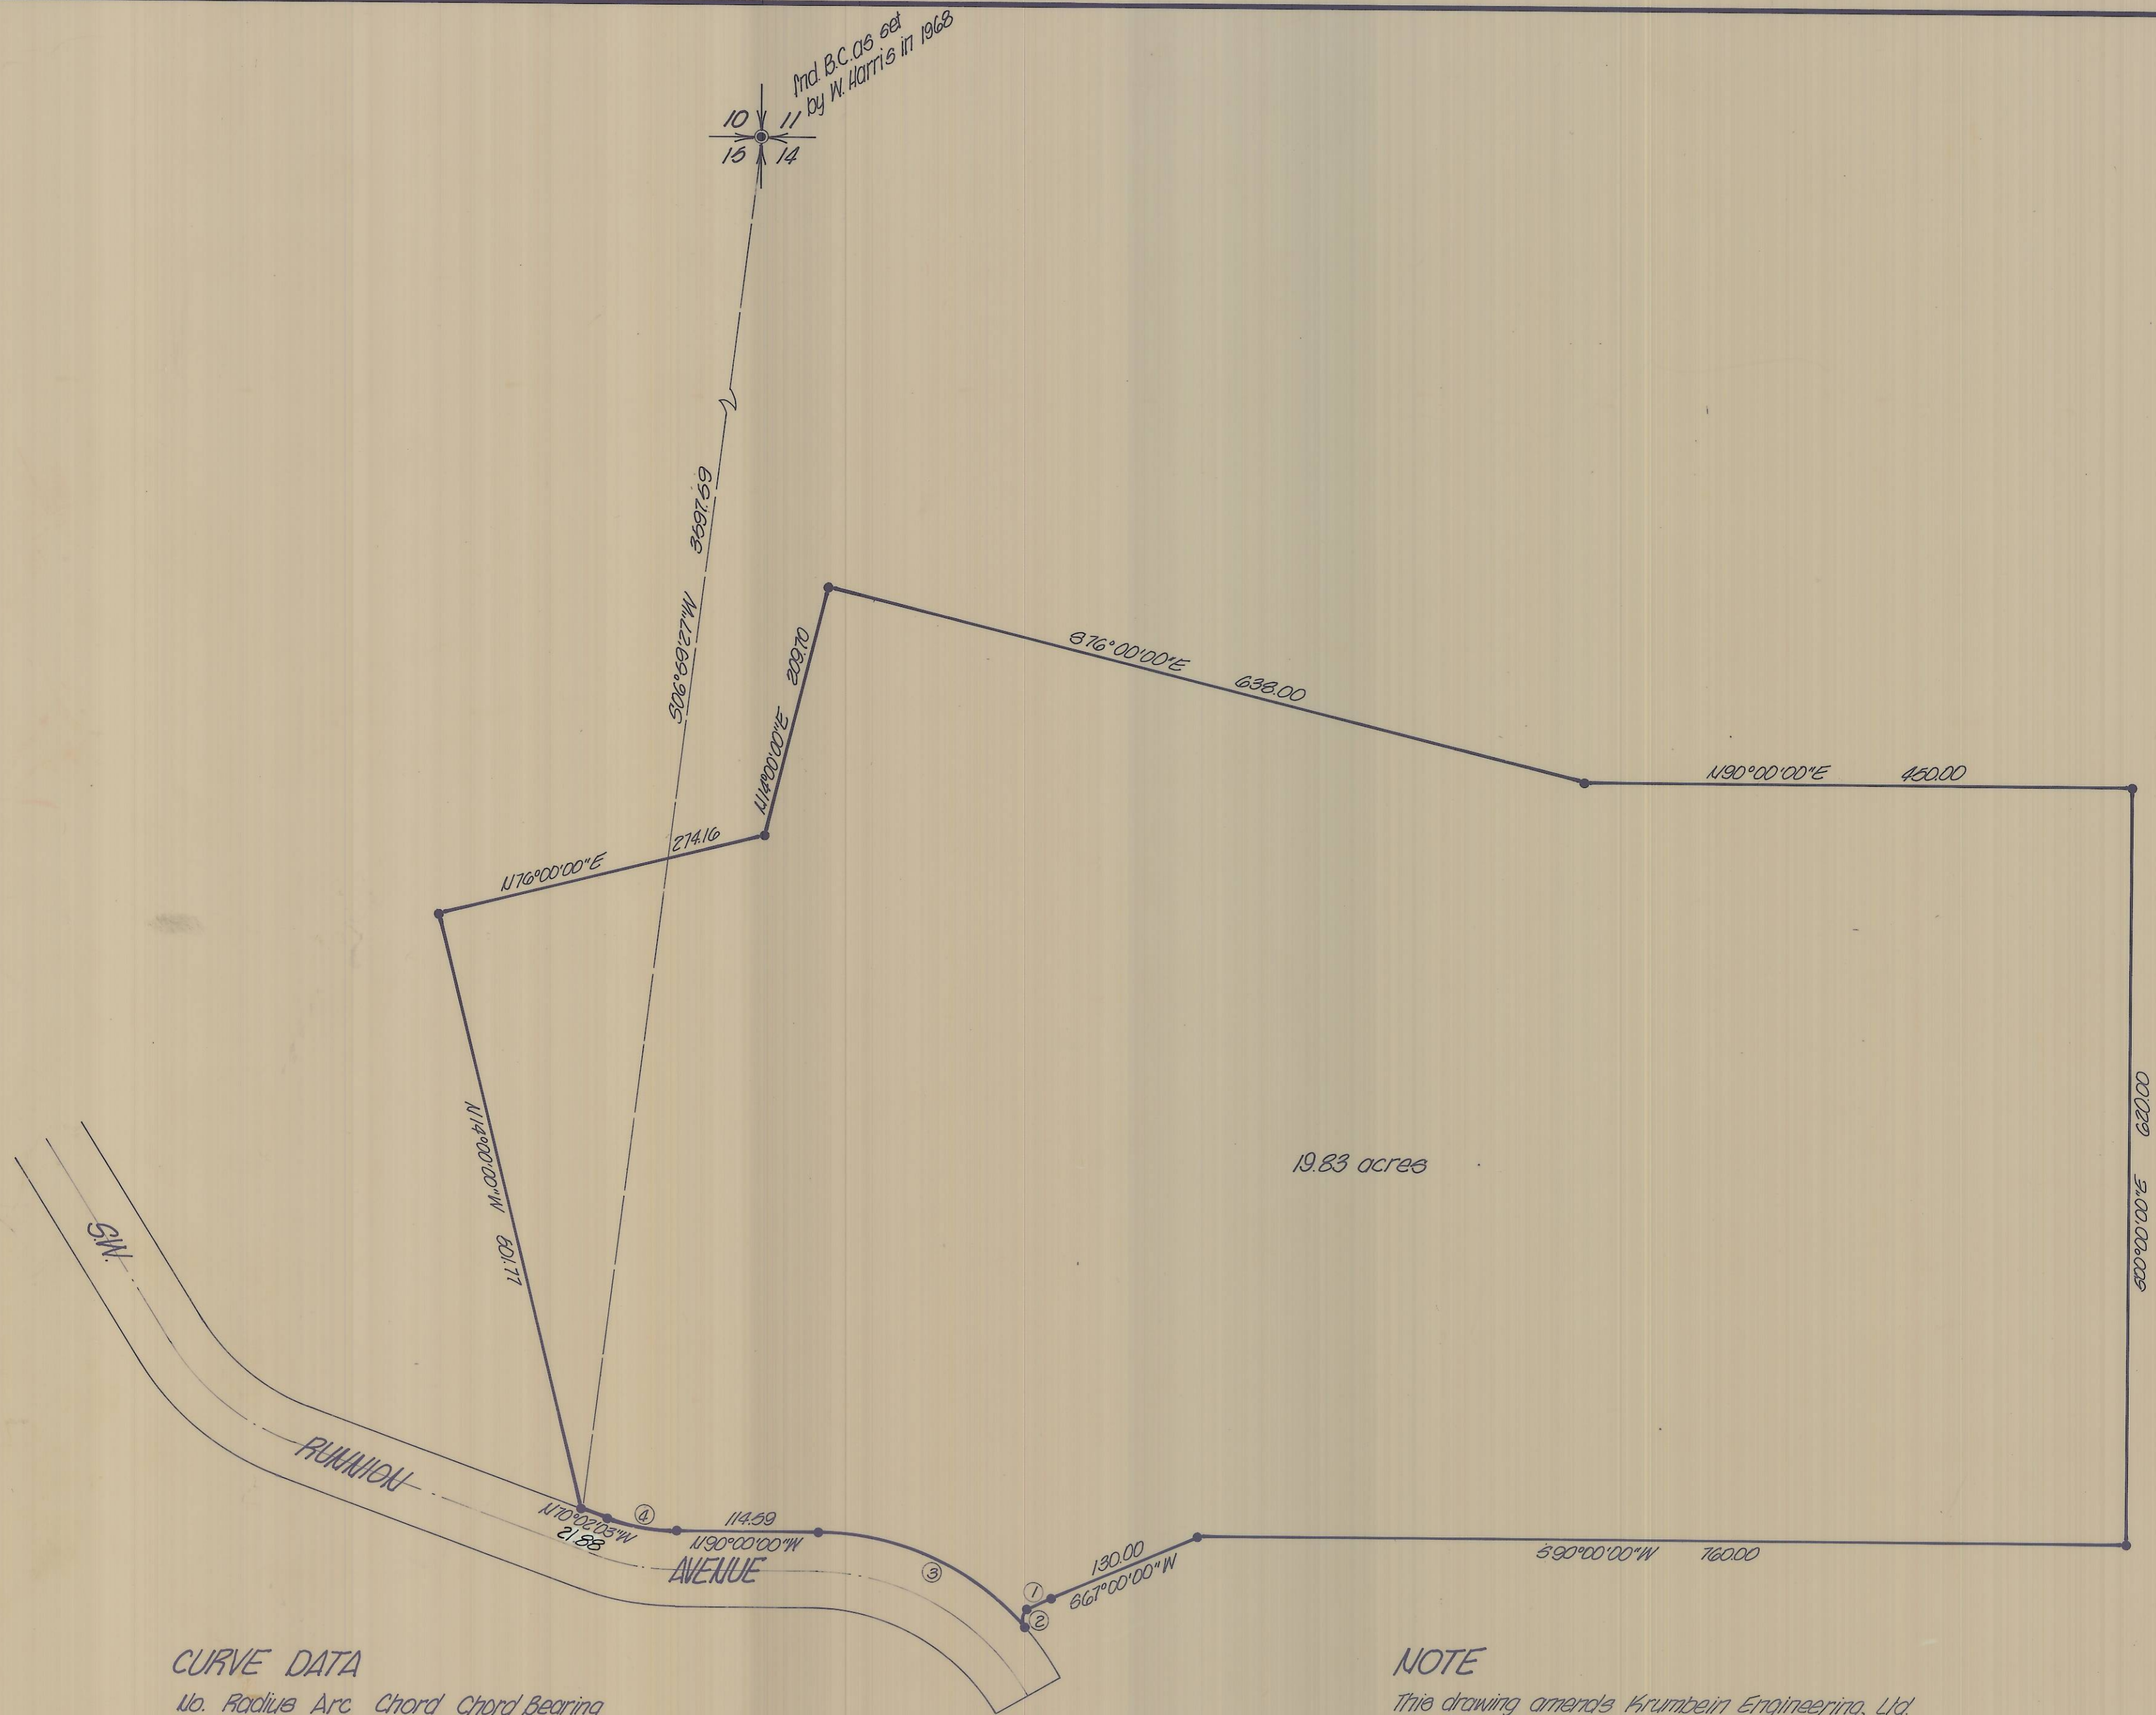 Fnd. B.C. as set
by W. Harris in 1968
10 11
15 14
S06°59'27"W 3597.59
N14°00'00"E 209.70
S76°00'00"E 638.00
N90°00'00"E 450.00
N76°00'00"E 274.16
S00°00'00"E 620.00
19.83 acres
N14°00'00"W 501.77
S.W.
RUNNION
AVENUE
N70°02'03"W
21.88
4
114.59
N90°00'00"W
3
1
2
130.00
S67°00'00"W
S90°00'00"W 760.00
CURVE DATA
No. Radius Arc Chord Chord Bearing
NOTE
This drawing amends Krumbein Engineering, Ltd.